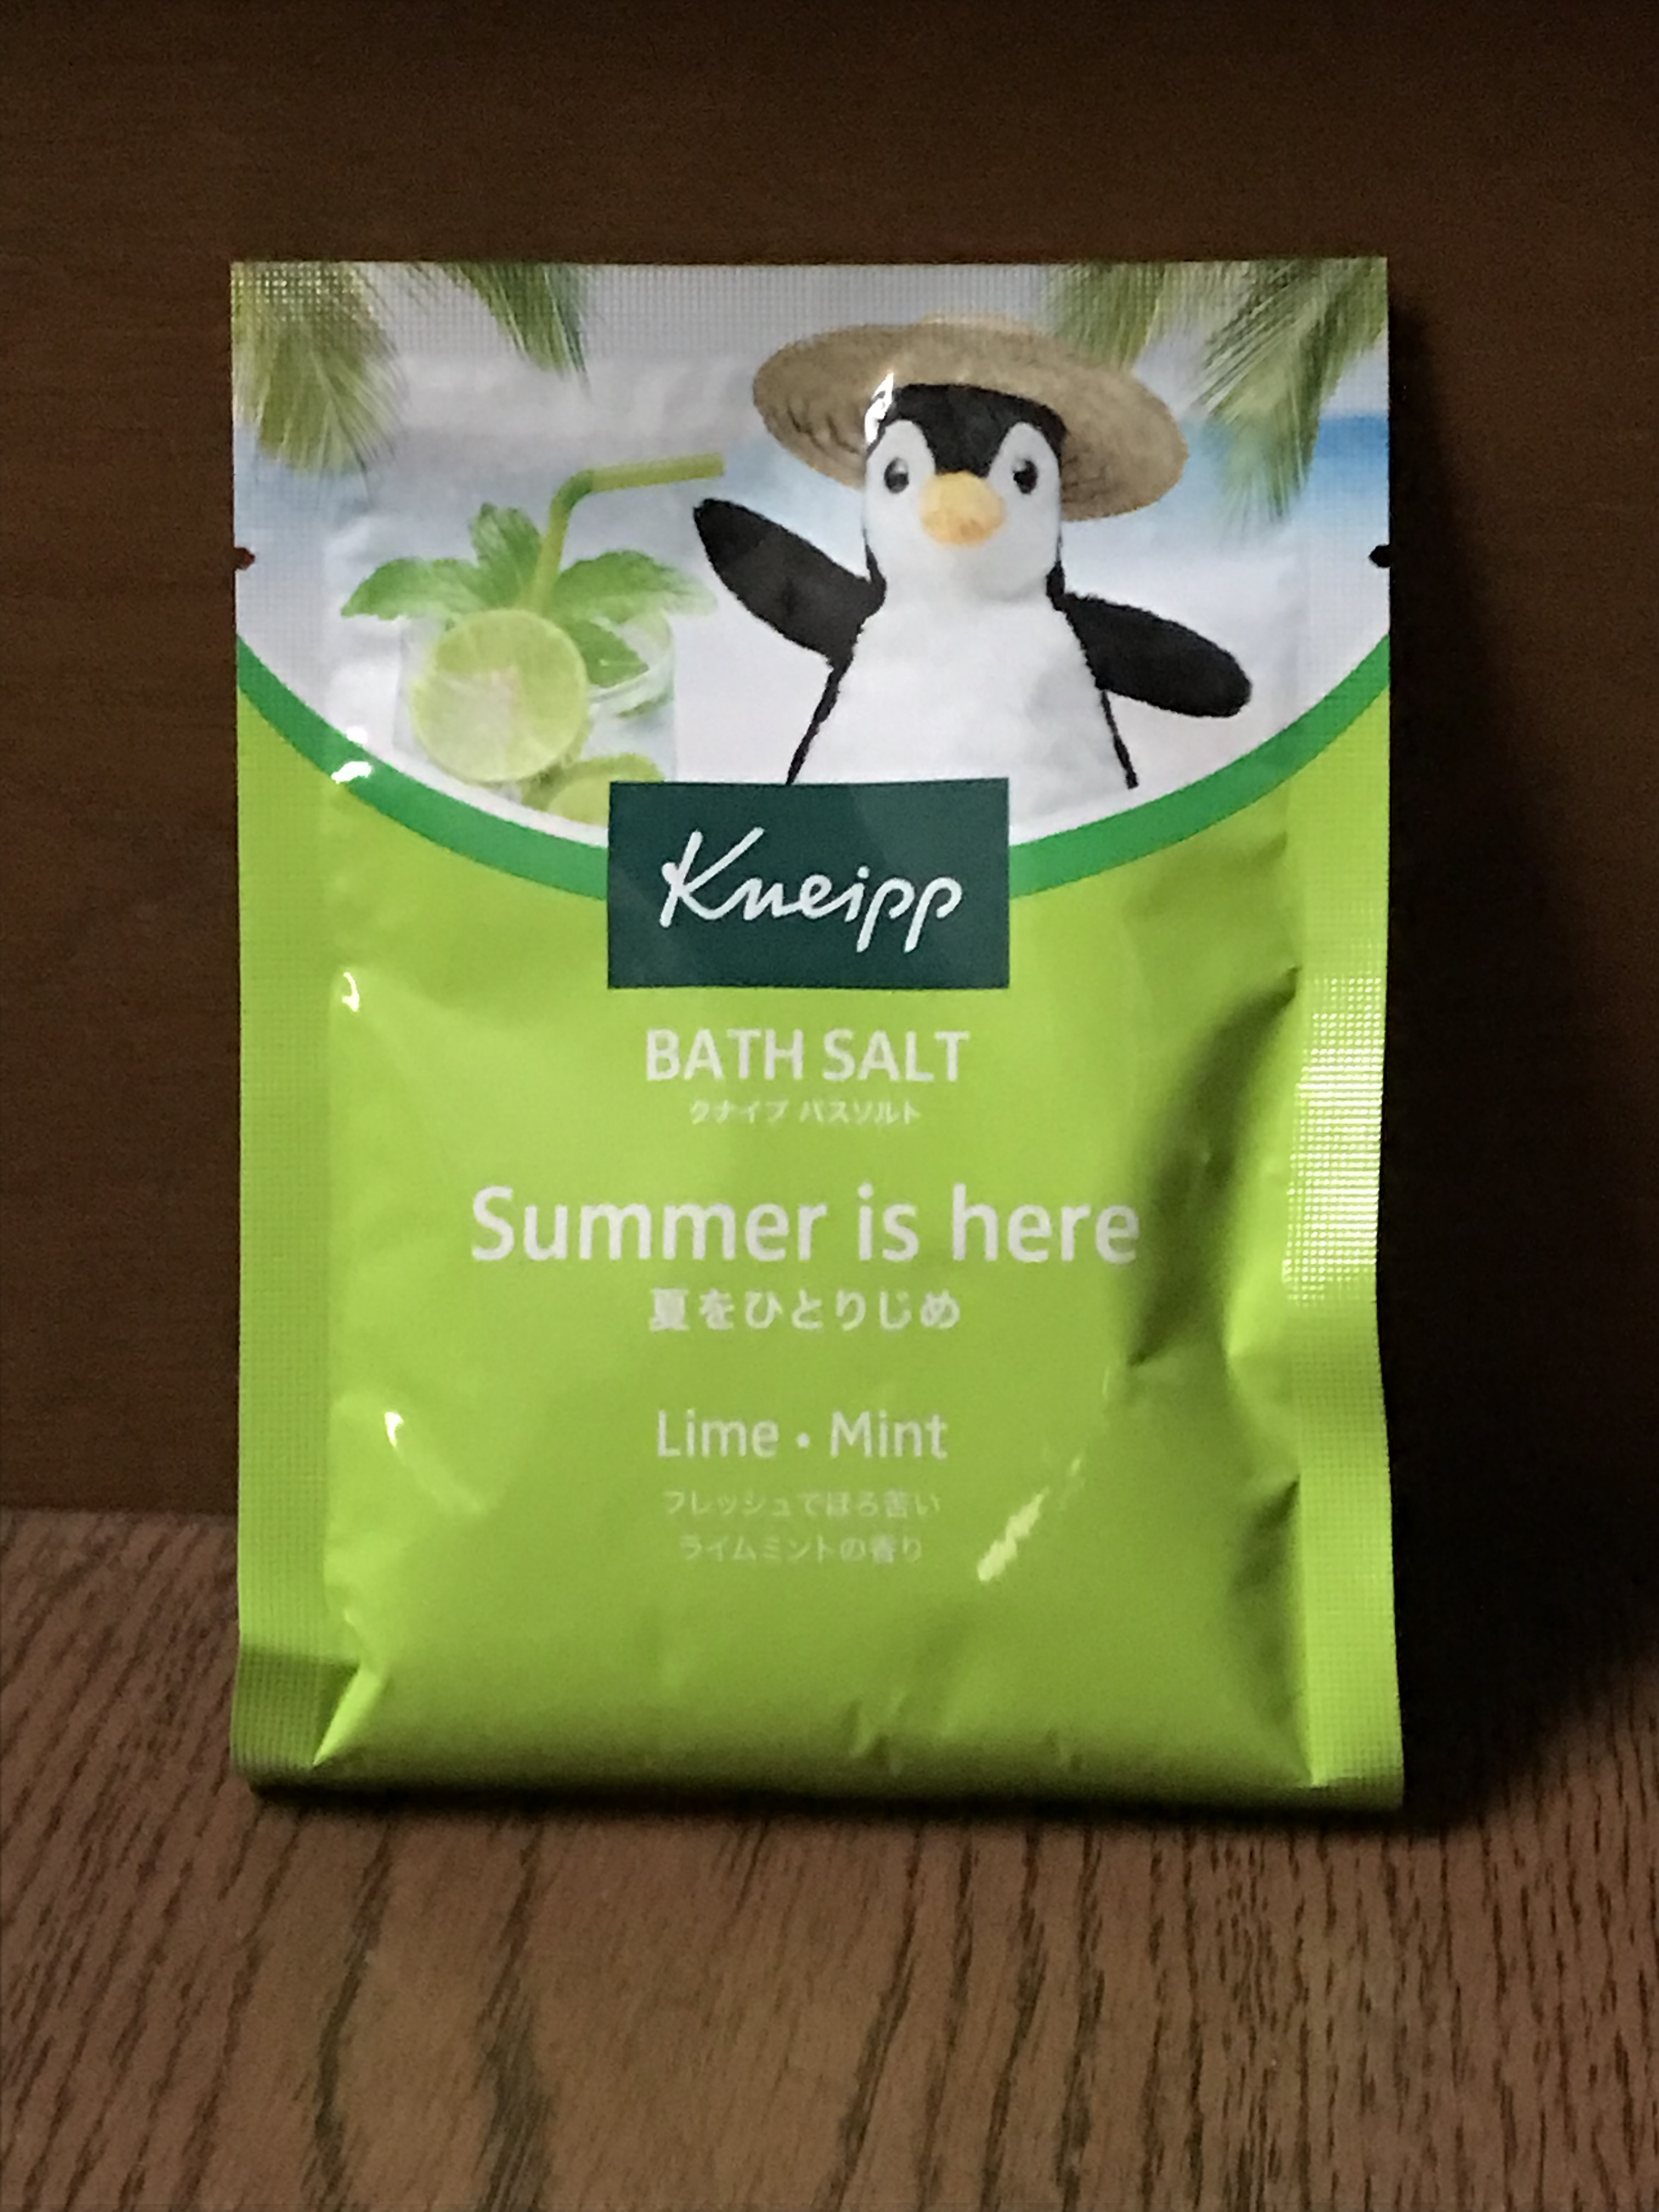 Kneipp
BATH SALT
クナイプ バスソルト
Summer is here
夏をひとりじめ
Lime・Mint
フレッシュでほろ苦い
ライムミントの香り